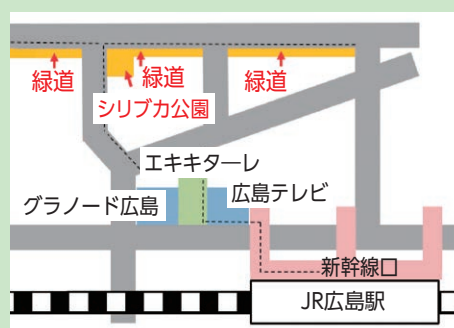 緑道
緑道
緑道
シリブカ公園
エキキターレ
グラノード広島
広島テレビ
新幹線口
JR広島駅